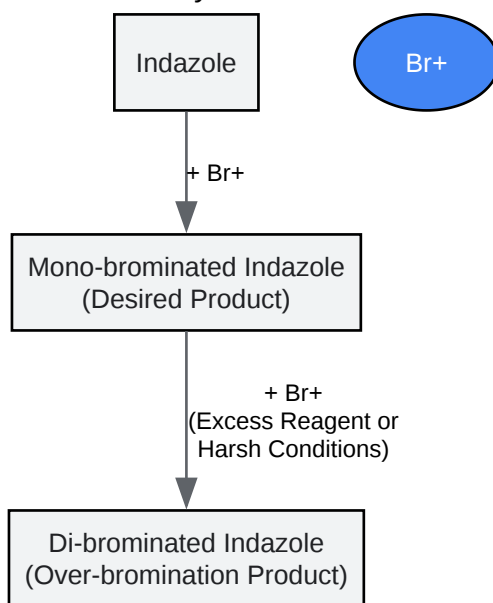 Indazole
Br+
+ Br+
Mono-brominated Indazole
(Desired Product)
+ Br+
(Excess Reagent or
Harsh Conditions)
Di-brominated Indazole
(Over-bromination Product)